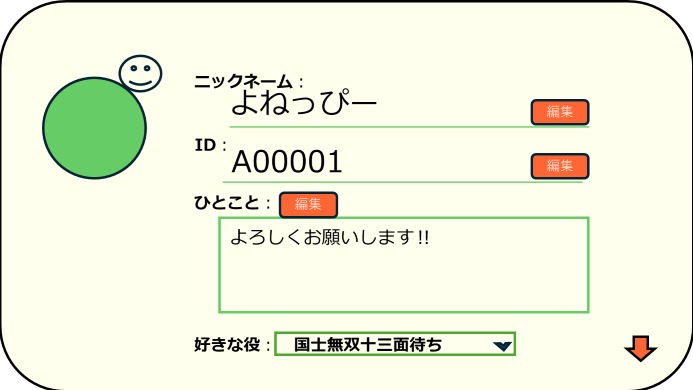 ニックネーム：
よねっぴー
編集
ID：
A00001
編集
ひとこと：
編集
よろしくお願いします!!
好きな役：
国士無双十三面待ち